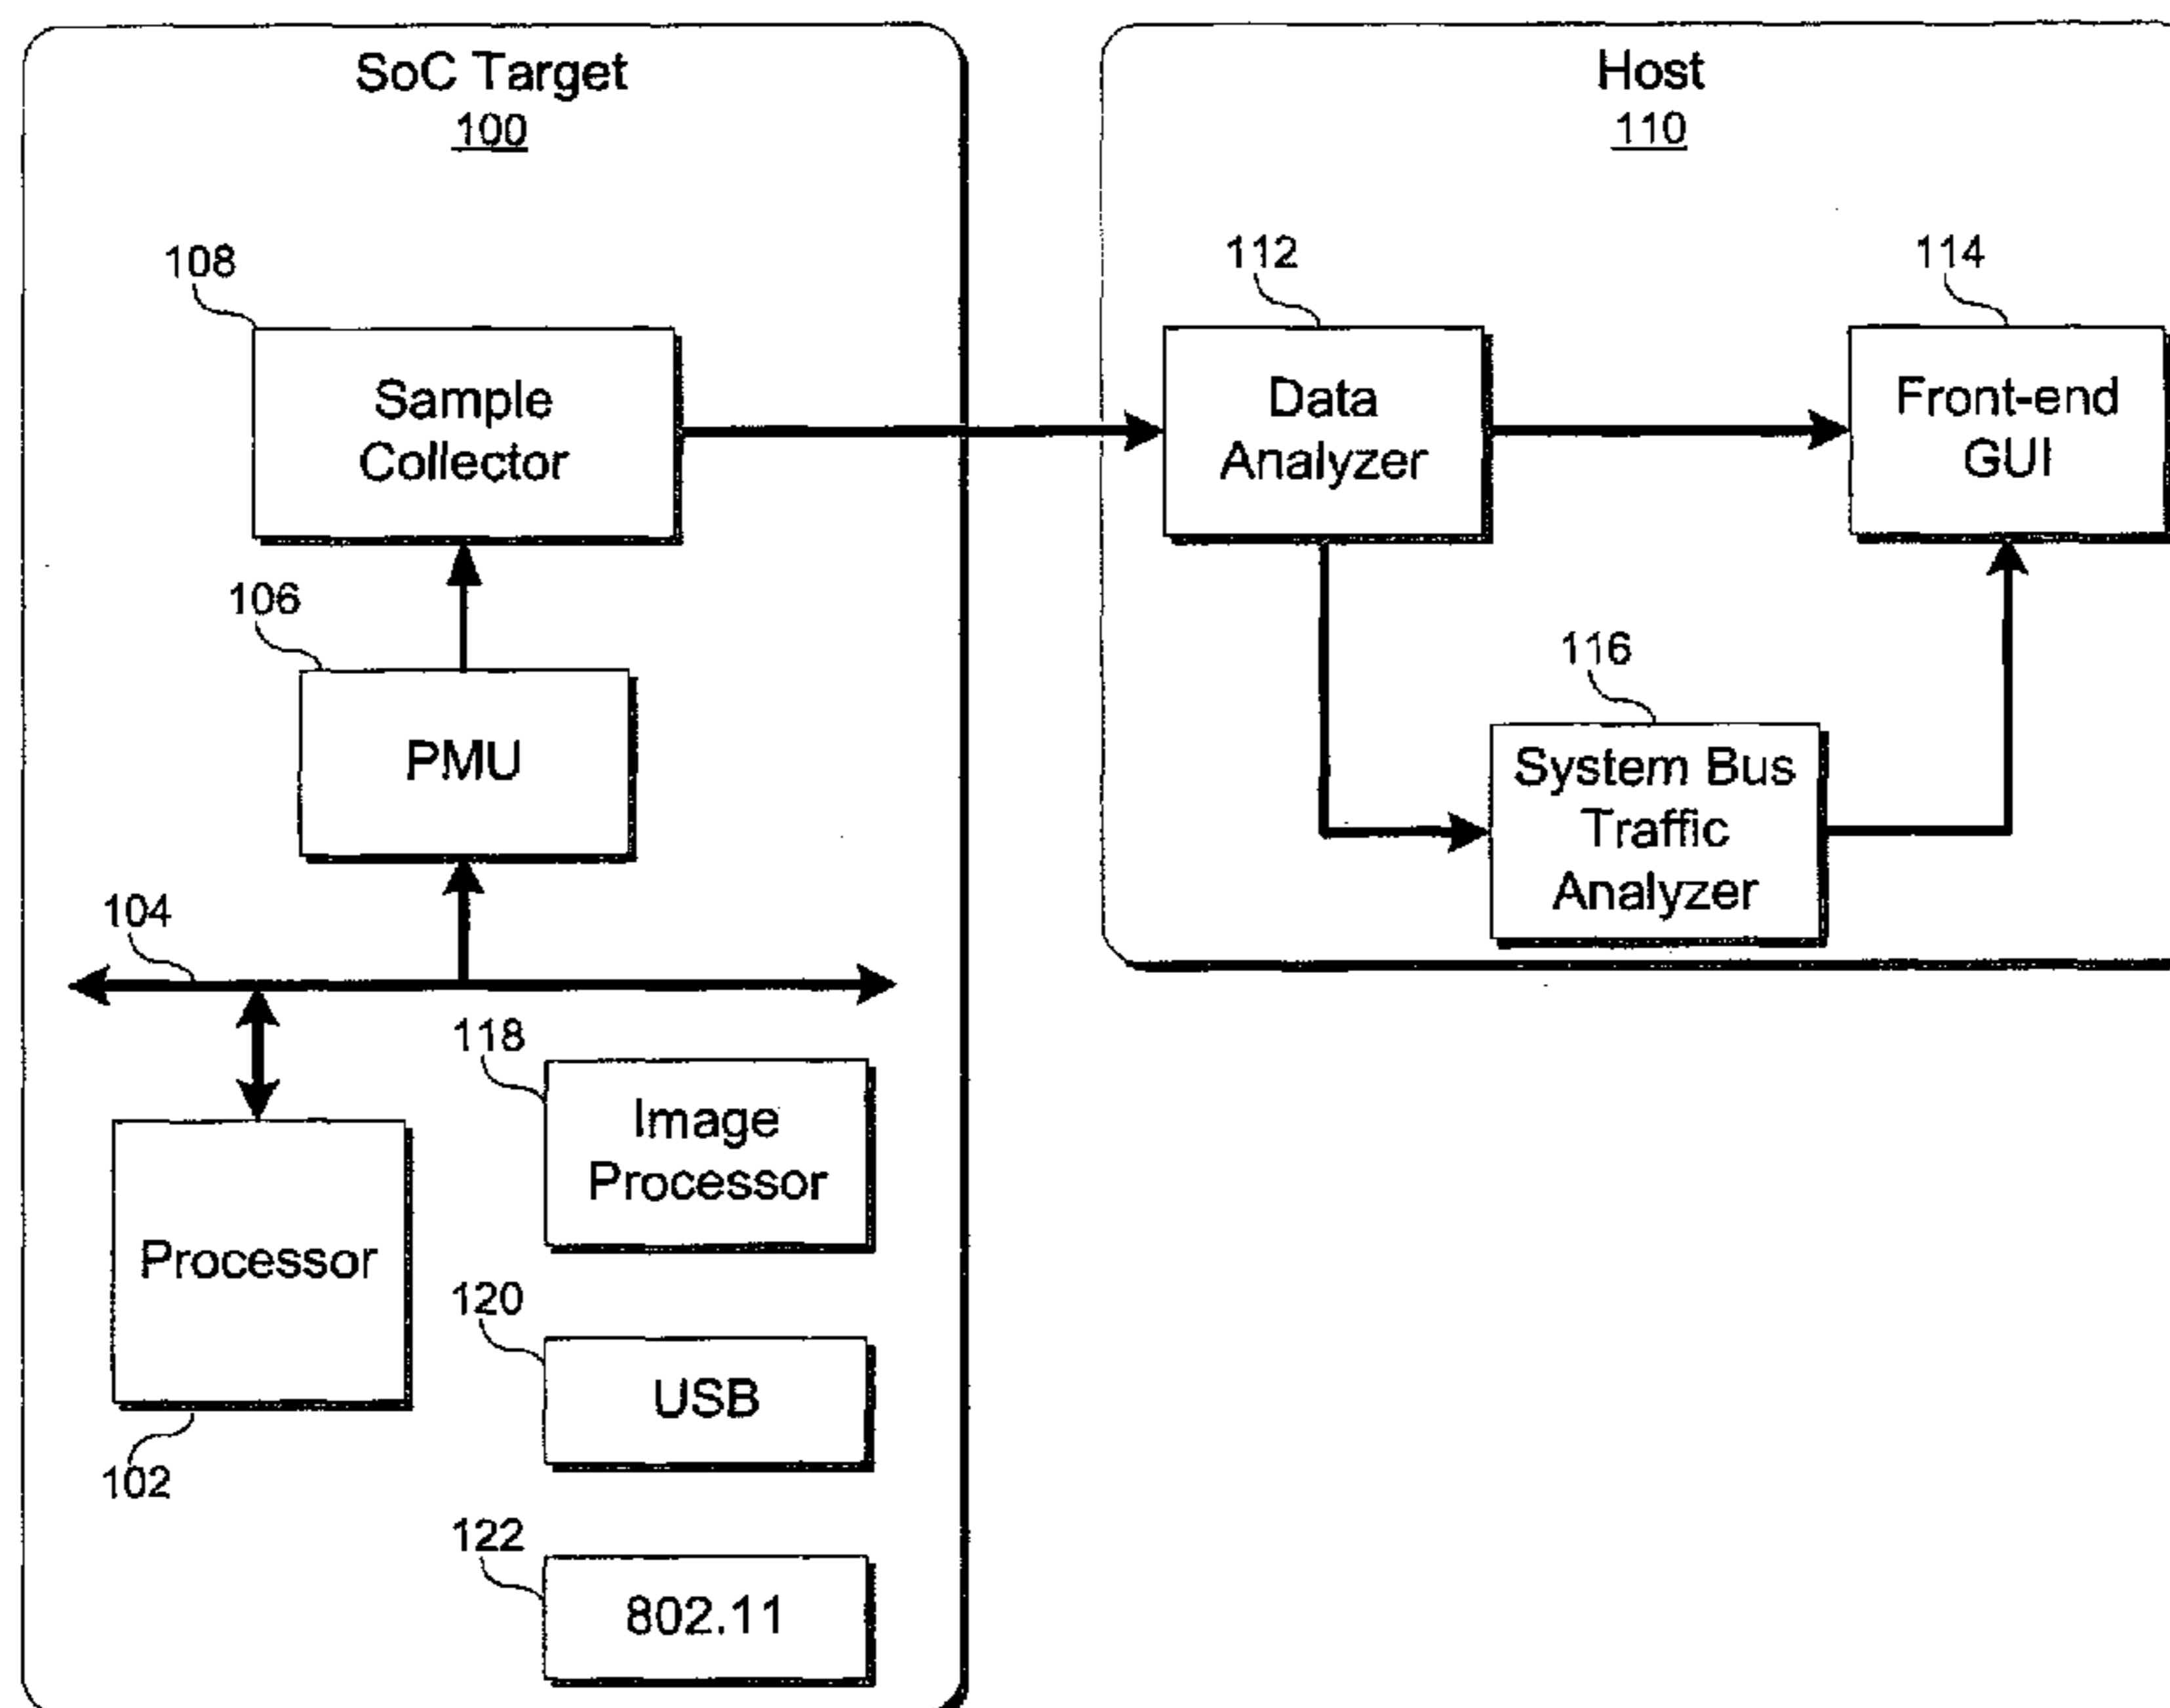 SoC Target
100
108
Sample
Collector
106
PMU
104
118
Image
Processor
Processor
102
120
USB
122
802.11
Host
110
112
Data
Analyzer
114
Front-end
GUI
116
System Bus
Traffic
Analyzer